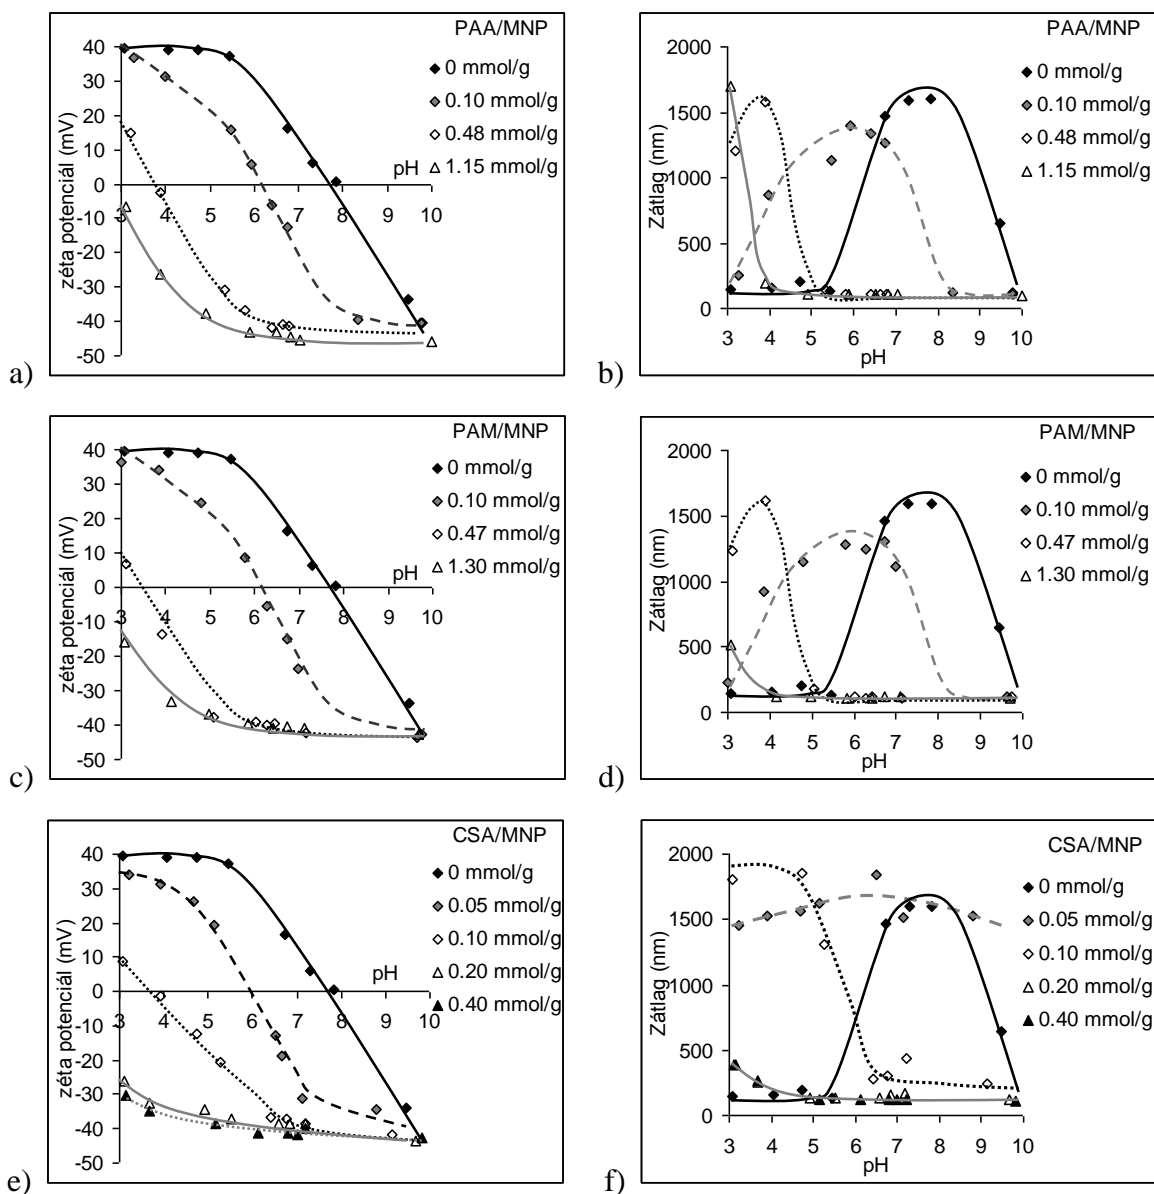 PAA/MNP
0 mmol/g
0.10 mmol/g
0.48 mmol/g
1.15 mmol/g
zéta potenciál (mV)
40
30
20
10
0
-10
-20
-30
-40
-50
pH
3 4 5 6 7 8 9 10
a)
PAA/MNP
0 mmol/g
0.10 mmol/g
0.48 mmol/g
1.15 mmol/g
Zátlag (nm)
2000
1500
1000
500
0
3 4 5 6 7 8 9 10
pH
b)
PAM/MNP
0 mmol/g
0.10 mmol/g
0.47 mmol/g
1.30 mmol/g
zéta potenciál (mV)
40
30
20
10
0
-10
-20
-30
-40
-50
pH
3 4 5 6 7 8 9 10
c)
PAM/MNP
0 mmol/g
0.10 mmol/g
0.47 mmol/g
1.30 mmol/g
Zátlag (nm)
2000
1500
1000
500
0
3 4 5 6 7 8 9 10
pH
d)
CSA/MNP
0 mmol/g
0.05 mmol/g
0.10 mmol/g
0.20 mmol/g
0.40 mmol/g
zéta potenciál (mV)
40
30
20
10
0
-10
-20
-30
-40
-50
pH
3 4 5 6 7 8 9 10
e)
CSA/MNP
0 mmol/g
0.05 mmol/g
0.10 mmol/g
0.20 mmol/g
0.40 mmol/g
Zátlag (nm)
2000
1500
1000
500
0
3 4 5 6 7 8 9 10
pH
f)